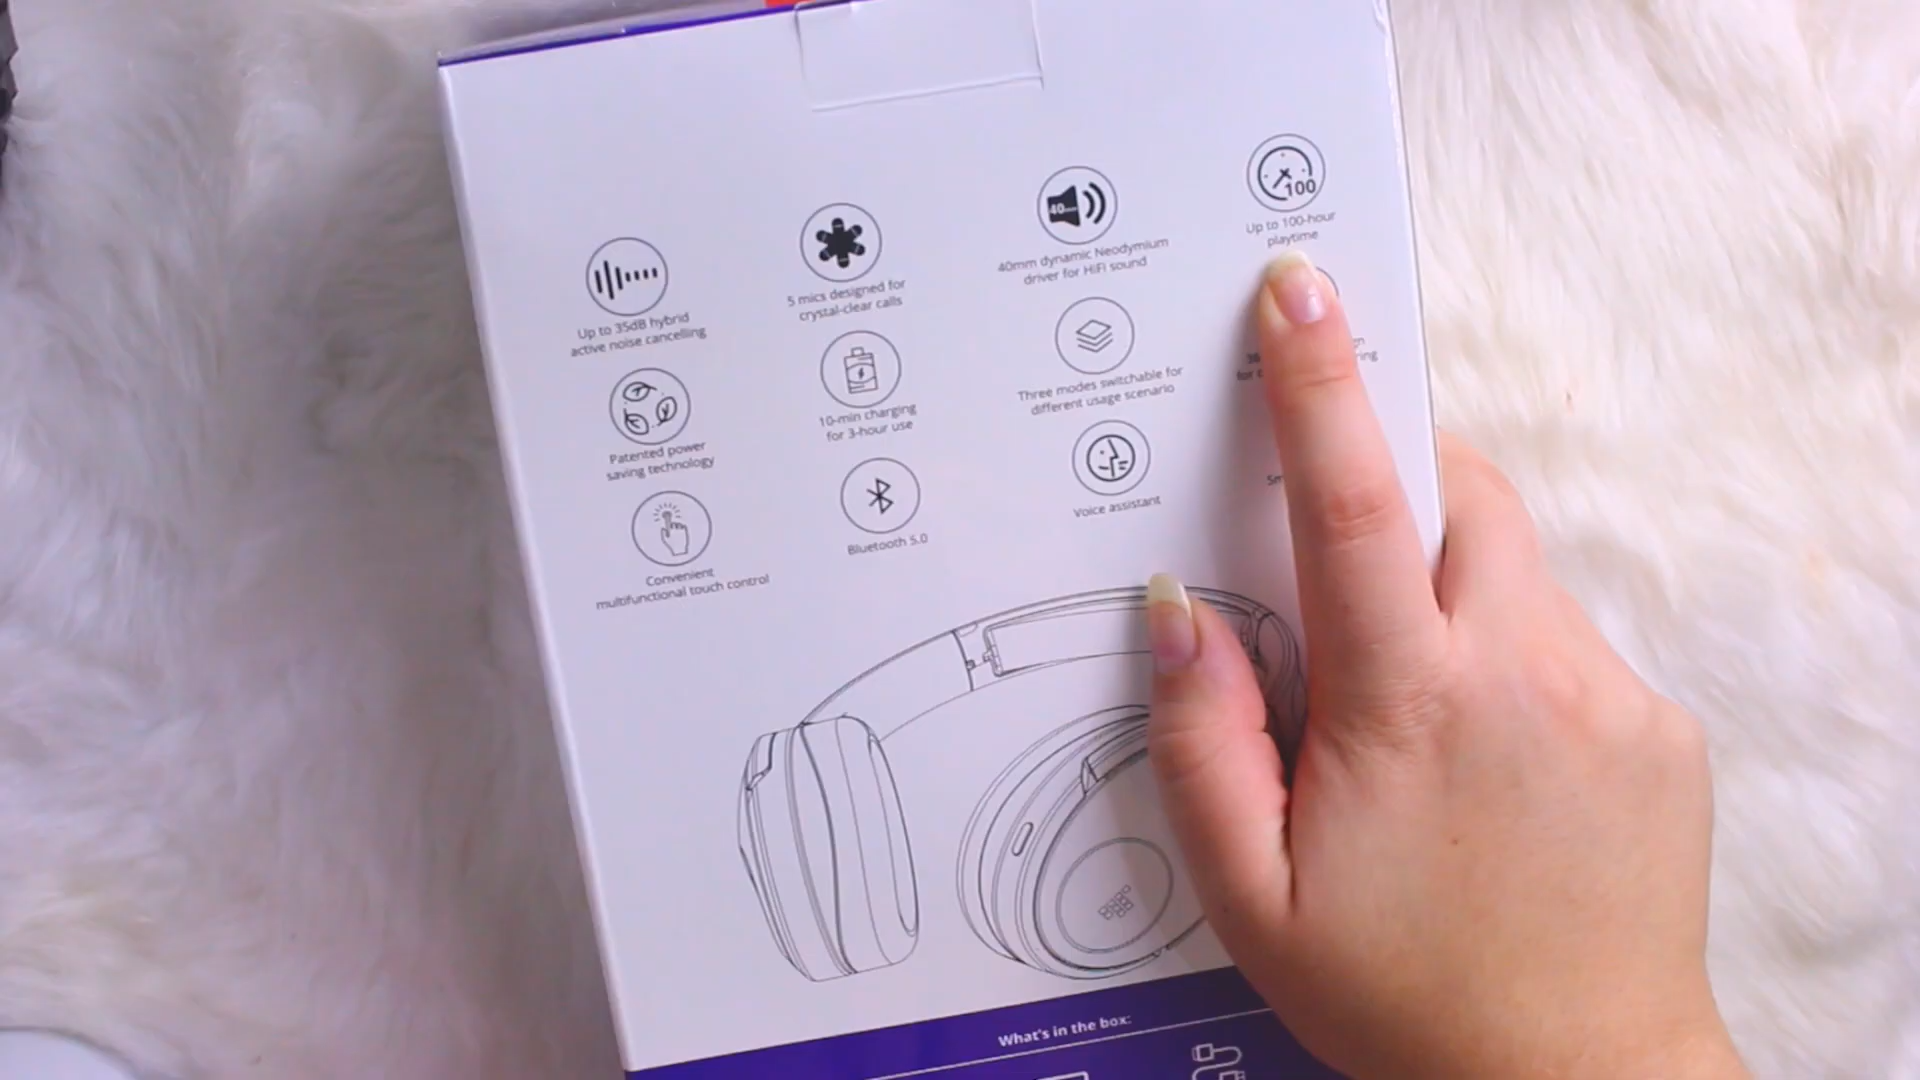 100
Up to 100-hour
playtime
40mm
40mm dynamic Neodymium
driver for HiFi sound
5 mics designed for
crystal-clear calls
Up to 35dB hybrid
active noise cancelling
Three modes switchable for
different usage scenario
10-min charging
for 3-hour use
Patented power
saving technology
Voice assistant
Bluetooth 5.0
Convenient
multifunctional touch control
What's in the box: